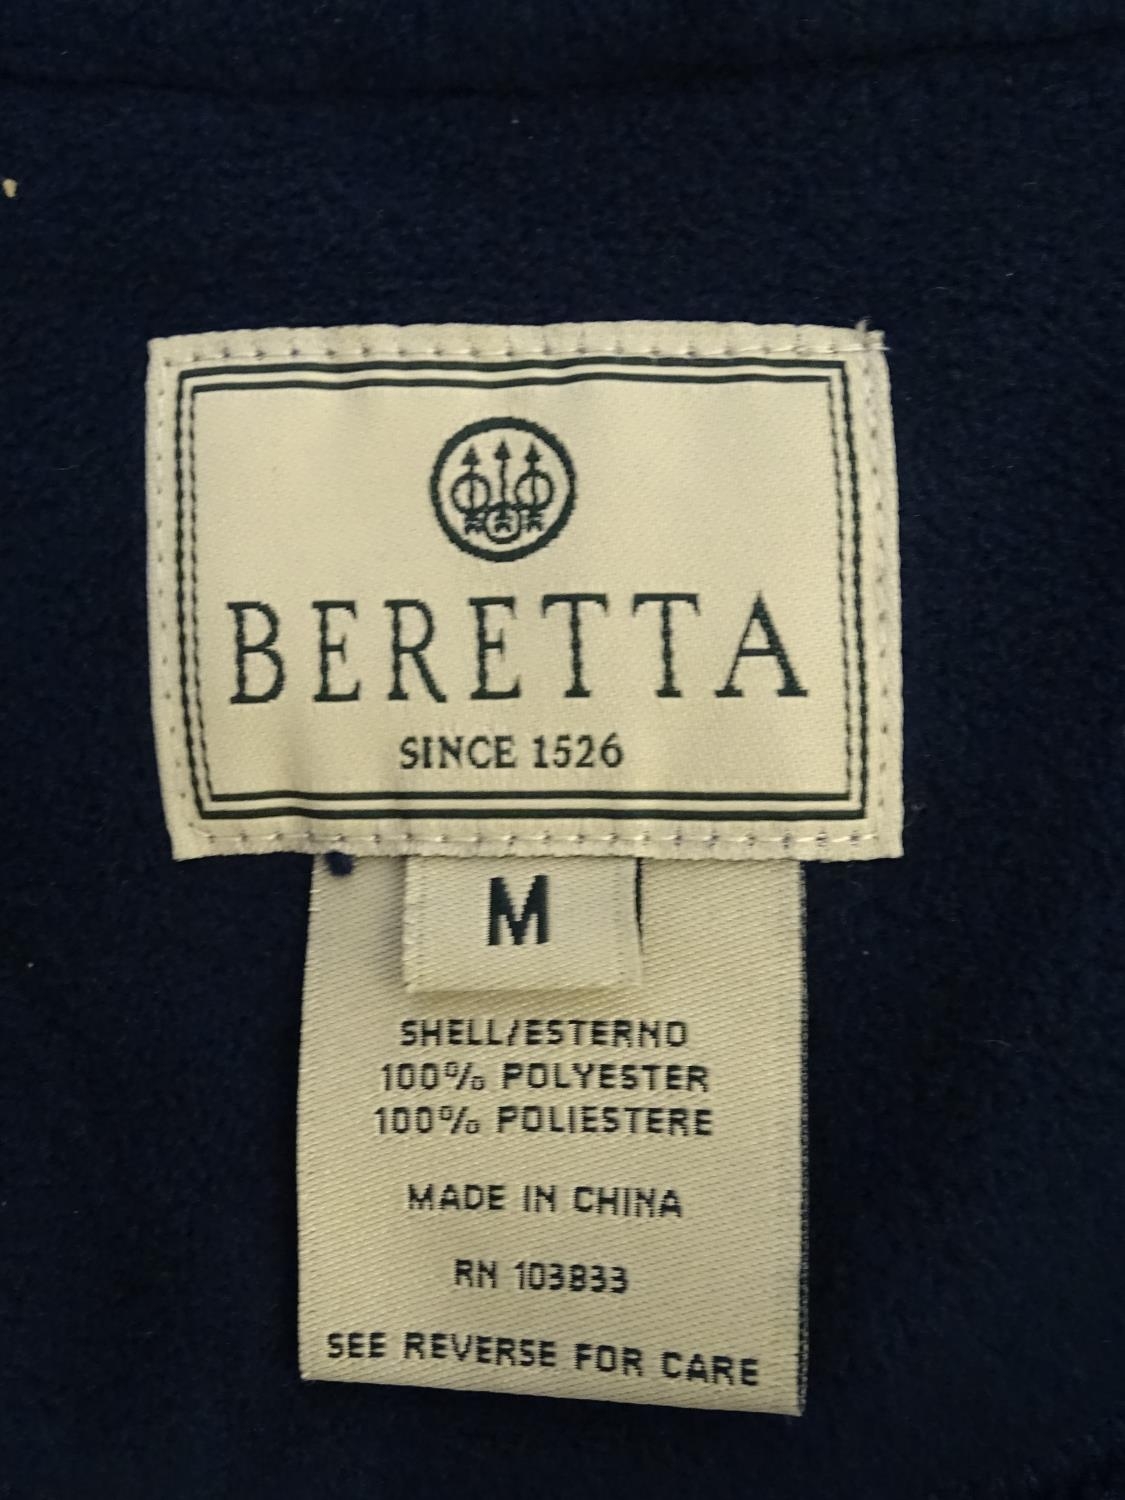 BERETTA
SINCE 1526
M
SHELL/ESTERNO
100% POLYESTER
100% POLIESTERE
MADE IN CHINA
RN 103833
SEE REVERSE FOR CARE